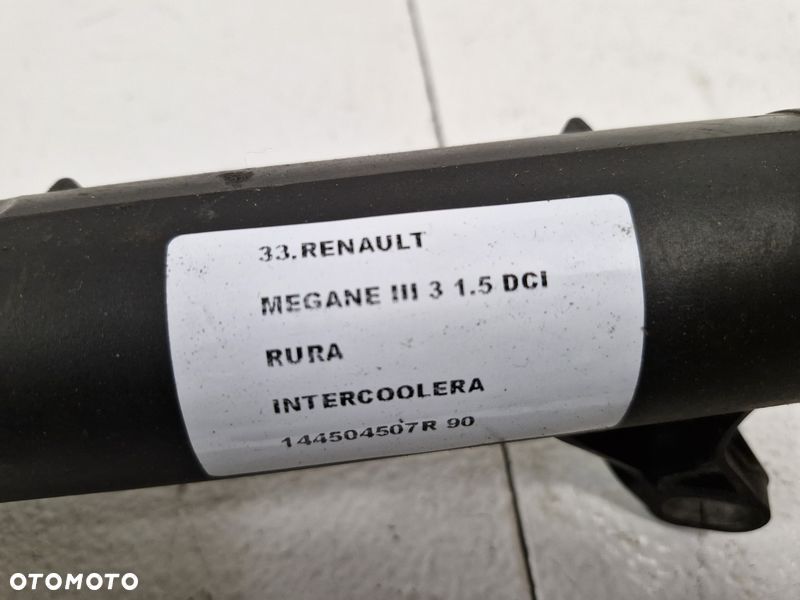 33.RENAULT
MEGANE III 3 1.5 DCI
RURA
INTERCOOLERA
144504507R 90
OTOMOTO